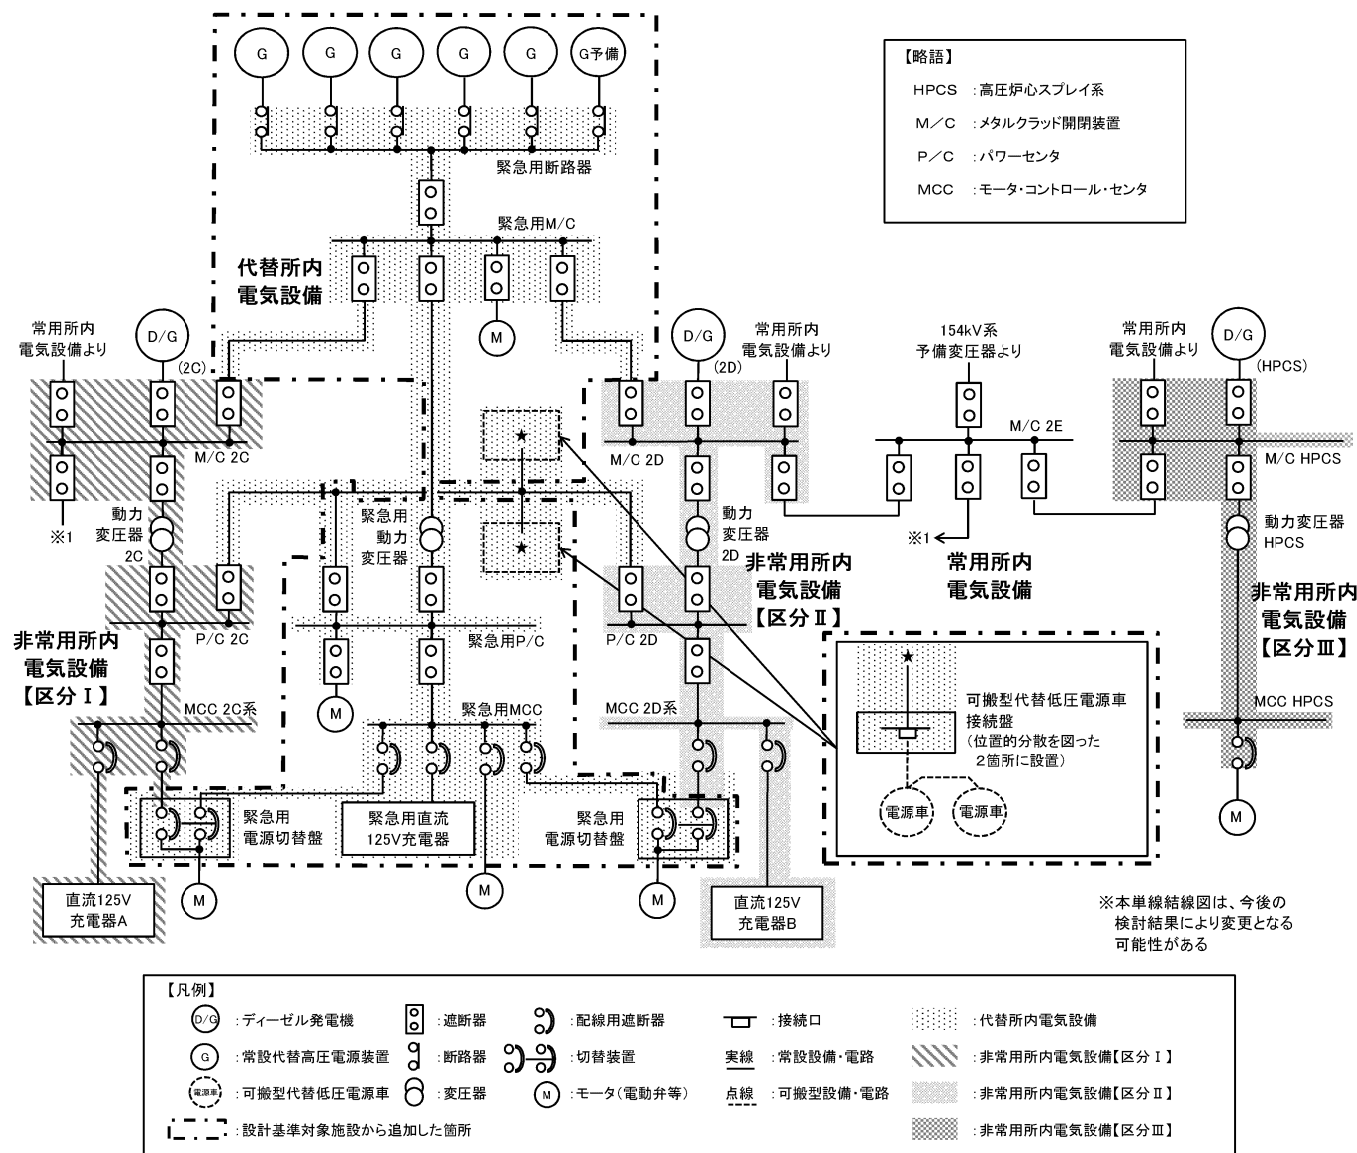 G
G
G
G
G
G予備
緊急用断路器
緊急用M/C
代替所内
電気設備
M
【略語】
HPCS :高圧炉心スプレイ系
M/C :メタルクラッド開閉装置
P/C :パワーセンタ
MCC :モータ・コントロール・センタ
常用所内
電気設備より
D/G
(2C)
D/G
(2D)
常用所内
電気設備より
154kV系
予備変圧器より
常用所内
電気設備より
D/G
(HPCS)
M/C 2C
★
M/C 2D
M/C 2E
M/C HPCS
※1
動力
変圧器
2C
緊急用
動力
変圧器
★
動力
変圧器
2D
※1
動力変圧器
HPCS
非常用所内
電気設備
【区分Ⅱ】
常用所内
電気設備
非常用所内
電気設備
【区分Ⅲ】
P/C 2C
緊急用P/C
P/C 2D
非常用所内
電気設備
【区分Ⅰ】
M
MCC 2C系
緊急用MCC
MCC 2D系
MCC HPCS
★
可搬型代替低圧電源車
接続盤
(位置的分散を図った
2箇所に設置)
電源車
電源車
M
緊急用
電源切替盤
緊急用直流
125V充電器
緊急用
電源切替盤
M
M
M
直流125V
充電器A
直流125V
充電器B
※本単線結線図は、今後の
検討結果により変更となる
可能性がある
【凡例】
D/G :ディーゼル発電機
:遮断器
:配線用遮断器
:接続口
:代替所内電気設備
G :常設代替高圧電源装置
:断路器
:切替装置
実線 :常設設備・電路
:非常用所内電気設備【区分Ⅰ】
電源車 :可搬型代替低圧電源車
:変圧器
M :モータ(電動弁等)
点線 :可搬型設備・電路
:非常用所内電気設備【区分Ⅱ】
:設計基準対象施設から追加した箇所
:非常用所内電気設備【区分Ⅲ】